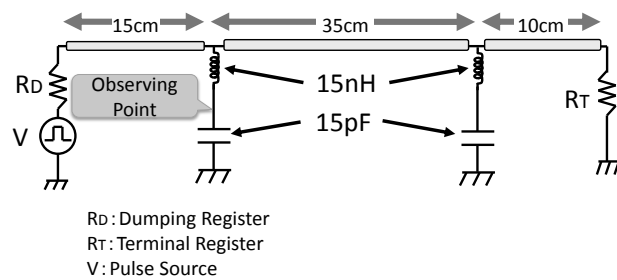 15cm 35cm 10cm
RD
Observing
Point
15nH
RT
V
15pF
RD : Dumping Register
RT : Terminal Register
V : Pulse Source